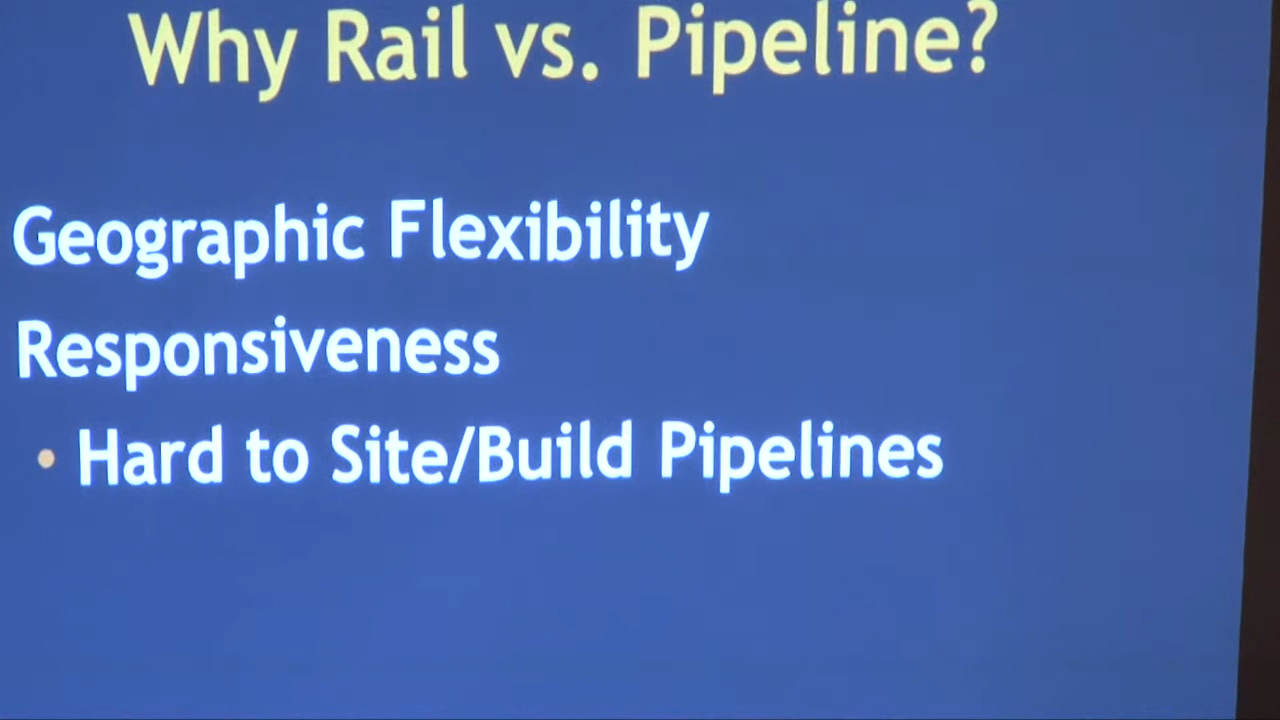 Why Rail vs. Pipeline?
Geographic Flexibility
Responsiveness
• Hard to Site/Build Pipelines